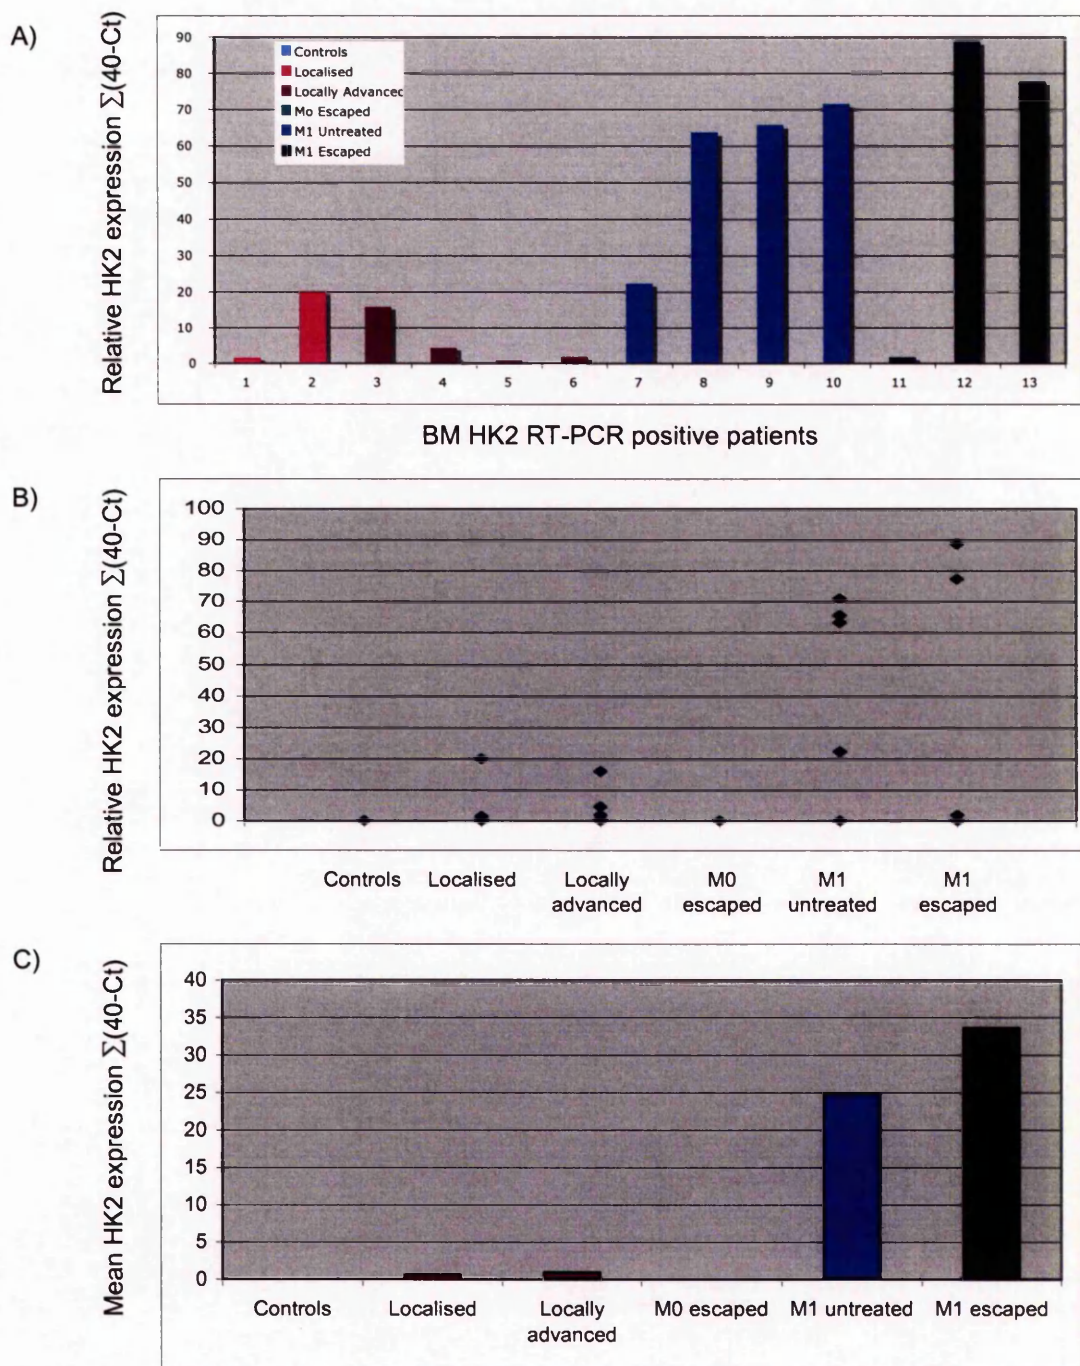 A)
Relative HK2 expression Σ(40-Ct)
90
80
70
60
50
40
30
20
10
0
Controls
Localised
Locally Advancec
Mo Escaped
M1 Untreated
M1 Escaped
1 2 3 4 5 6 7 8 9 10 11 12 13
BM HK2 RT-PCR positive patients
B)
Relative HK2 expression Σ(40-Ct)
100
90
80
70
60
50
40
30
20
10
0
Controls Localised Locally advanced M0 escaped M1 untreated M1 escaped
C)
Mean HK2 expression Σ(40-Ct)
40
35
30
25
20
15
10
5
0
Controls Localised Locally advanced M0 escaped M1 untreated M1 escaped